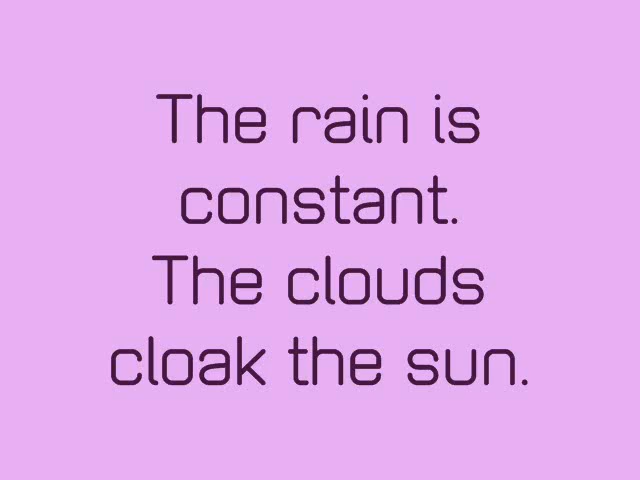 The rain is
constant.
The clouds
cloak the sun.